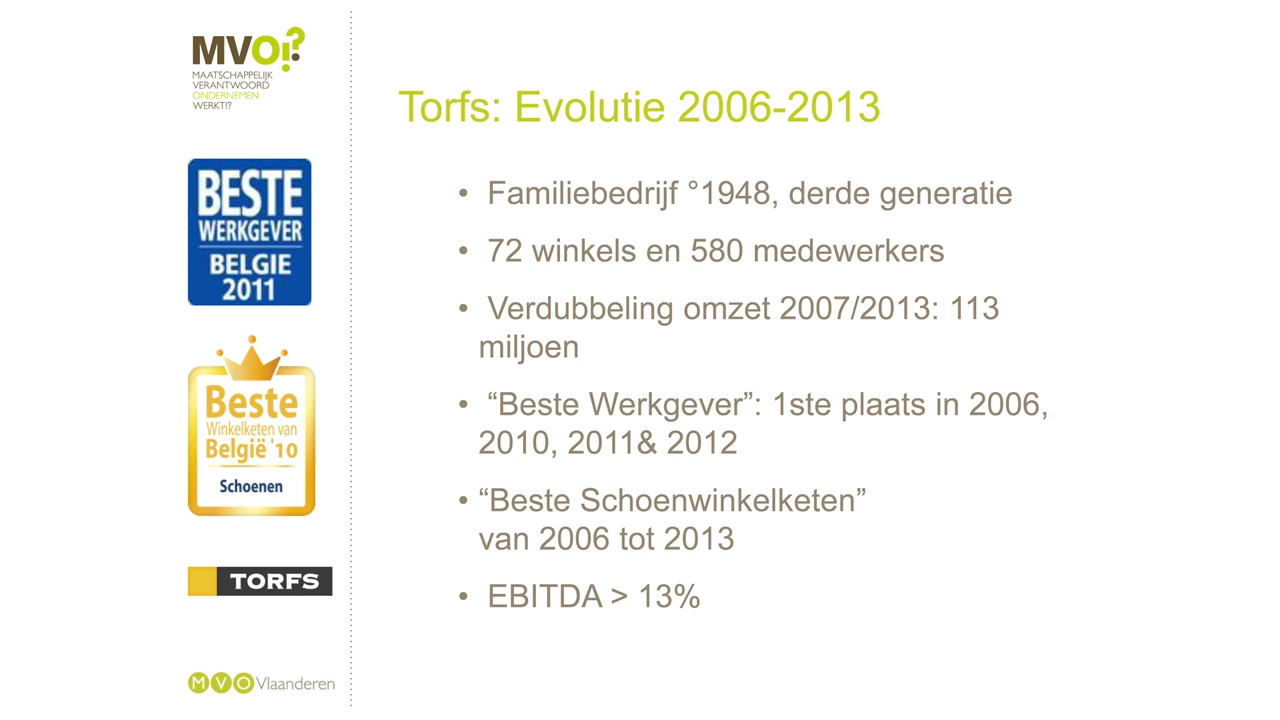 MVO!?
MAATSCHAPPELIJK
VERANTWOORD
ONDERNEMEN
WERKT!?
BESTE
WERKGEVER
BELGIE
2011
Beste
Winkelketen van
België '10
Schoenen
TORFS
MVO Vlaanderen
Torfs: Evolutie 2006-2013
• Familiebedrijf °1948, derde generatie
• 72 winkels en 580 medewerkers
• Verdubbeling omzet 2007/2013: 113
miljoen
• “Beste Werkgever”: 1ste plaats in 2006,
2010, 2011& 2012
• “Beste Schoenwinkelketen”
van 2006 tot 2013
• EBITDA > 13%